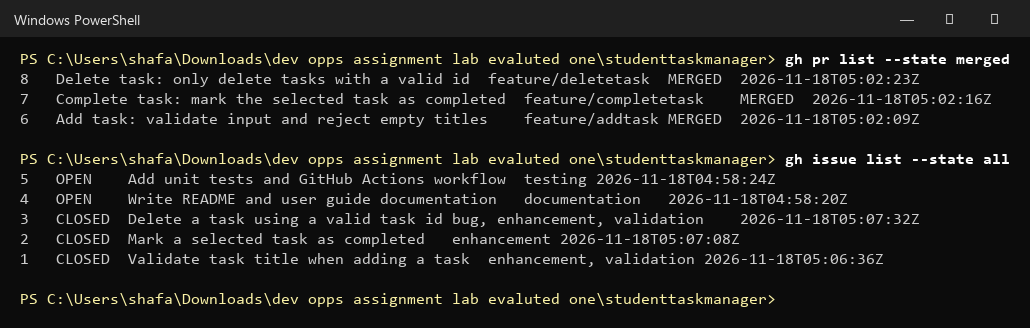 Windows PowerShell
PS C:\Users\shafa\Downloads\dev opps assignment lab evaluted one\studenttaskmanager> gh pr list --state merged
8   Delete task: only delete tasks with a valid id  feature/deletetask  MERGED  2026-11-18T05:02:23Z
7   Complete task: mark the selected task as completed  feature/completetask    MERGED  2026-11-18T05:02:16Z
6   Add task: validate input and reject empty titles    feature/addtask MERGED  2026-11-18T05:02:09Z
PS C:\Users\shafa\Downloads\dev opps assignment lab evaluted one\studenttaskmanager> gh issue list --state all
5   OPEN    Add unit tests and GitHub Actions workflow  testing 2026-11-18T04:58:24Z
4   OPEN    Write README and user guide documentation   documentation   2026-11-18T04:58:20Z
3   CLOSED  Delete a task using a valid task id bug, enhancement, validation    2026-11-18T05:07:32Z
2   CLOSED  Mark a selected task as completed   enhancement 2026-11-18T05:07:08Z
1   CLOSED  Validate task title when adding a task  enhancement, validation 2026-11-18T05:06:36Z
PS C:\Users\shafa\Downloads\dev opps assignment lab evaluted one\studenttaskmanager>